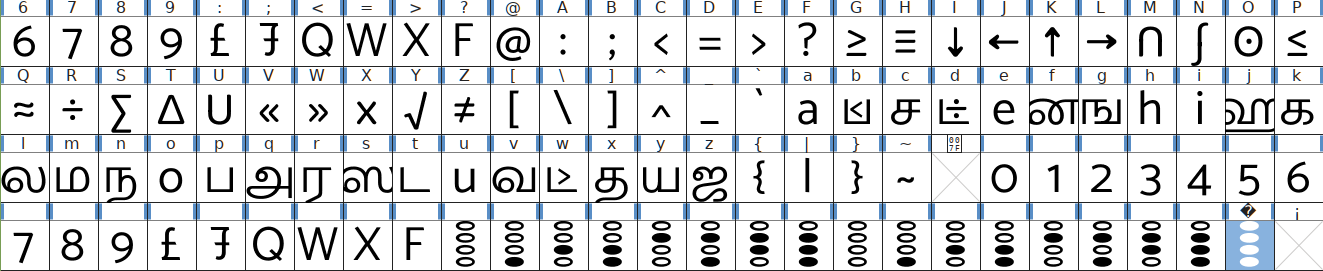 6 7 8 9 : ; < = > ? @ A B C D E F G H I J K L M N O P
6 7 8 9 £ Q W X F @ : ; < = > ? ≥ ≡ ↓ ← ↑ → ∩ ∫ ʘ ≤
Q R S T U V W X Y Z [ \ ] ^ _ ` a b c d e f g h i j k
≈ ÷ ∑ Δ U « » x √ ≠ [ \ ] ^ _ ` a ச e ண ங h i ஹ க
l m n o p q r s t u v w x y z { | } ~
ல ம ந o ப அ ர ஸ ட u வ த ய ஜ { | } ~ 0 1 2 3 4 5 6
� ¡
7 8 9 £ Q W X F